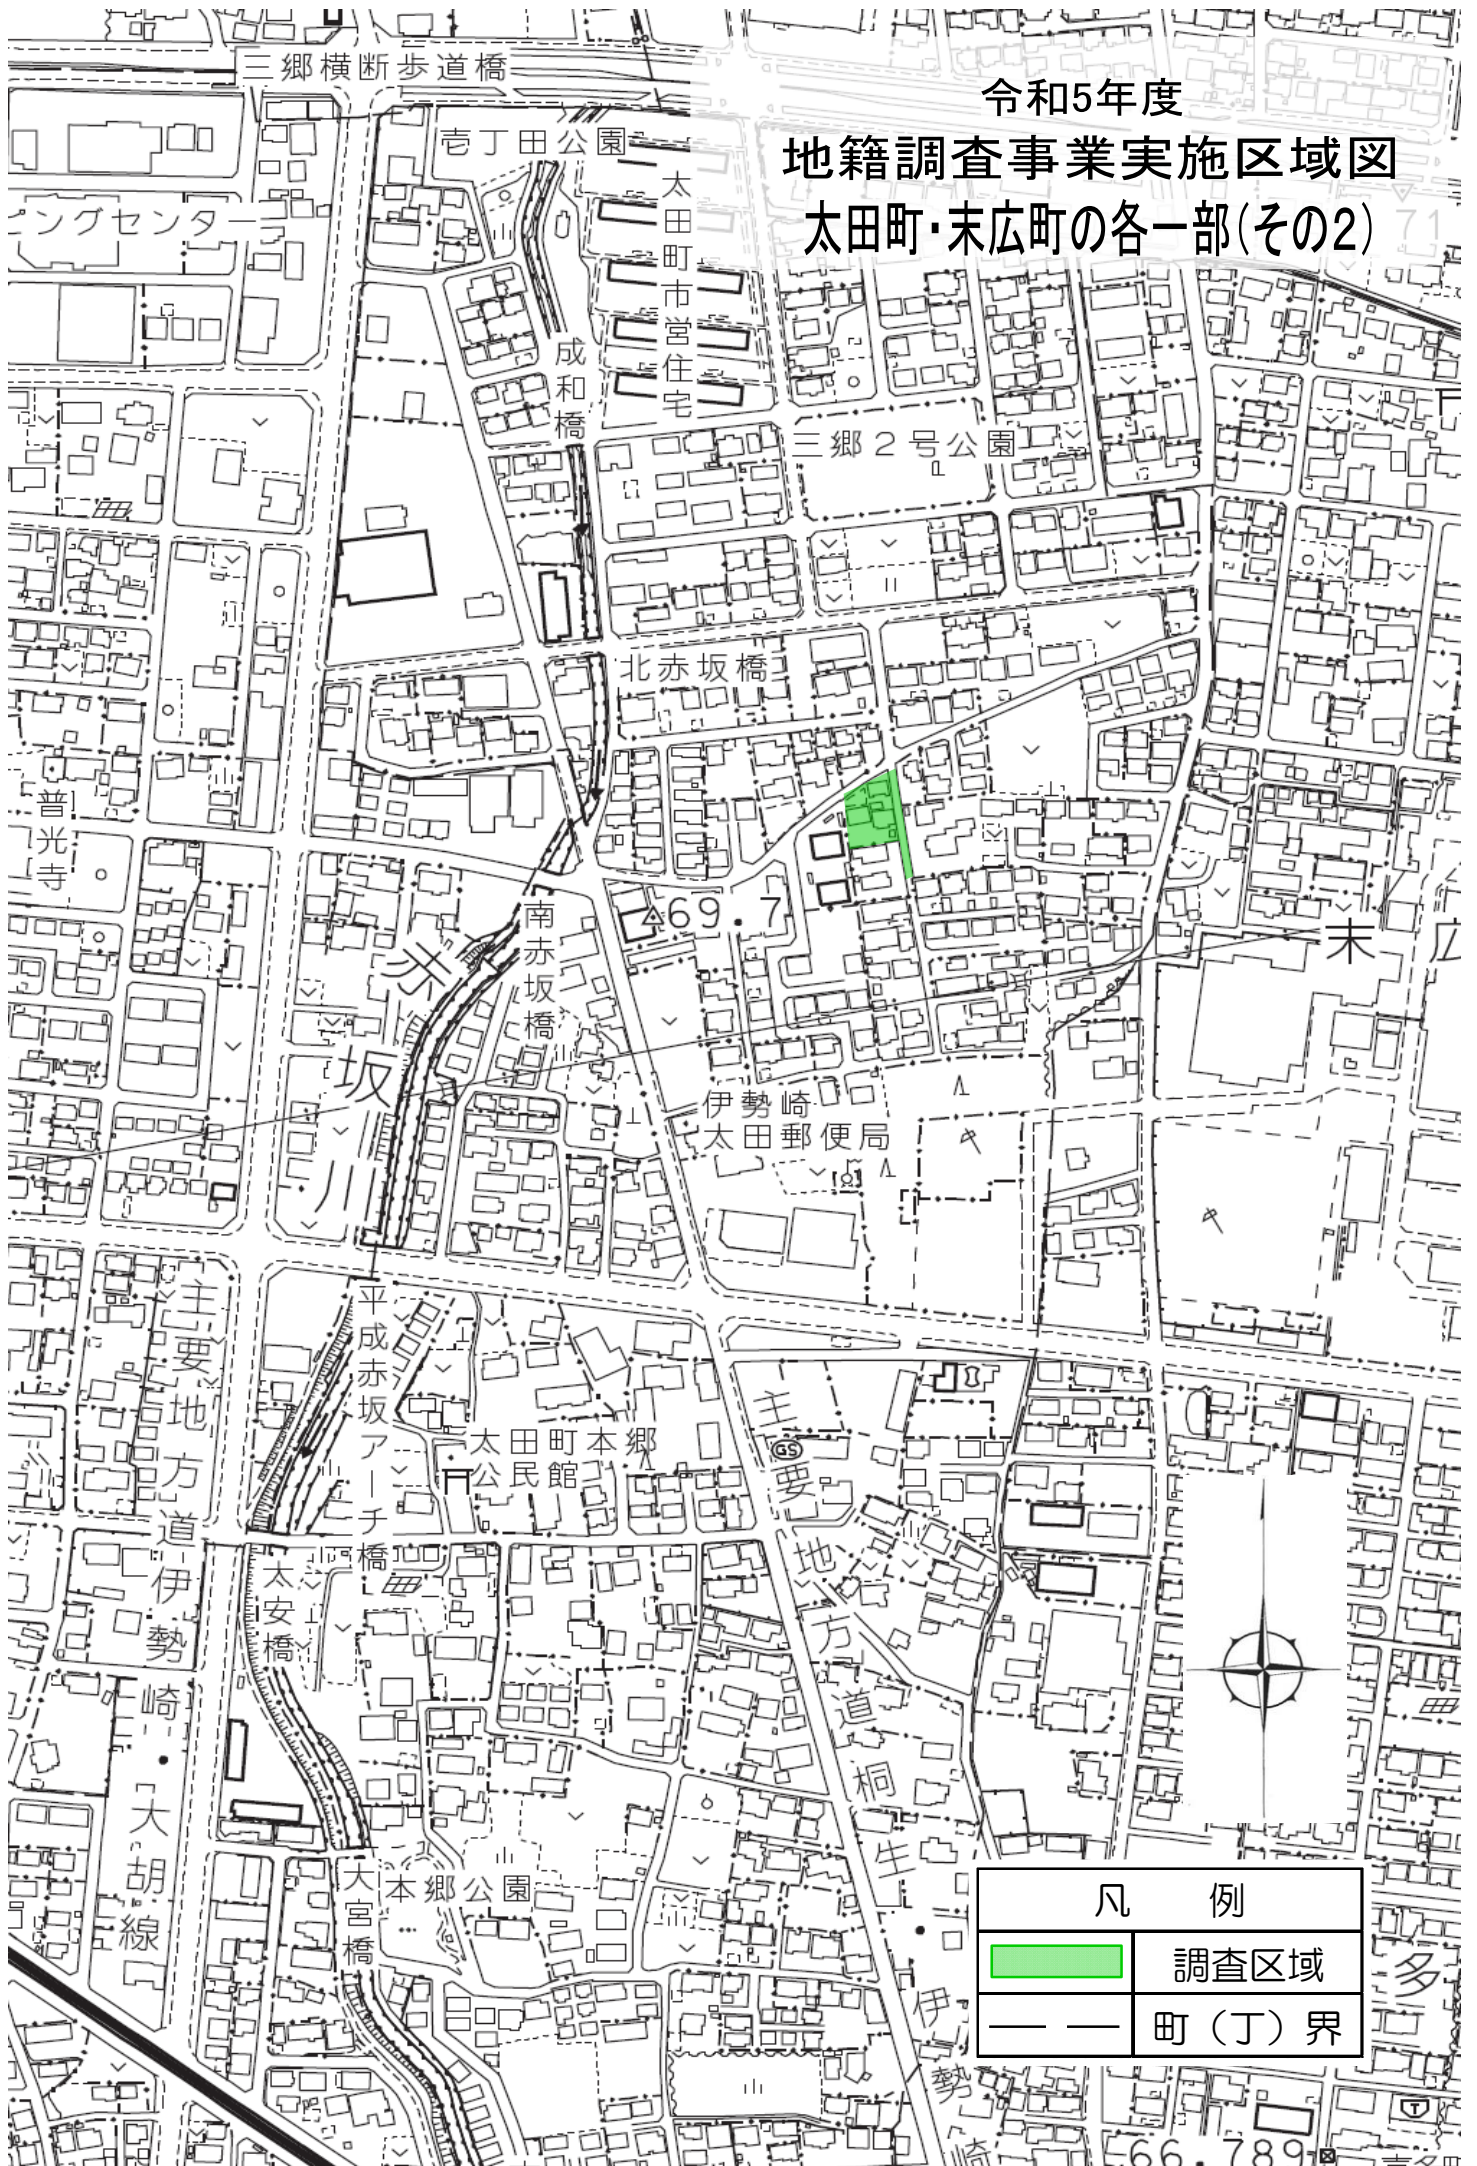 令和5年度
地籍調査事業実施区域図
太田町・末広町の各一部(その2)
71
三郷横断歩道橋
壱丁田公園
ピングセンター
太田町市営住宅
成和橋
三郷2号公園
北赤坂橋
普光寺
69.7
南赤坂橋
末広
赤坂川
伊勢崎
太田郵便局
主要地方道伊勢崎・大胡線
平成赤坂アーチ橋
太田町本郷
公民館
GS
主要地方道桐生・伊勢崎
太安橋
大宮橋
本郷公園
凡 例
調査区域
町(丁)界
多
66.789